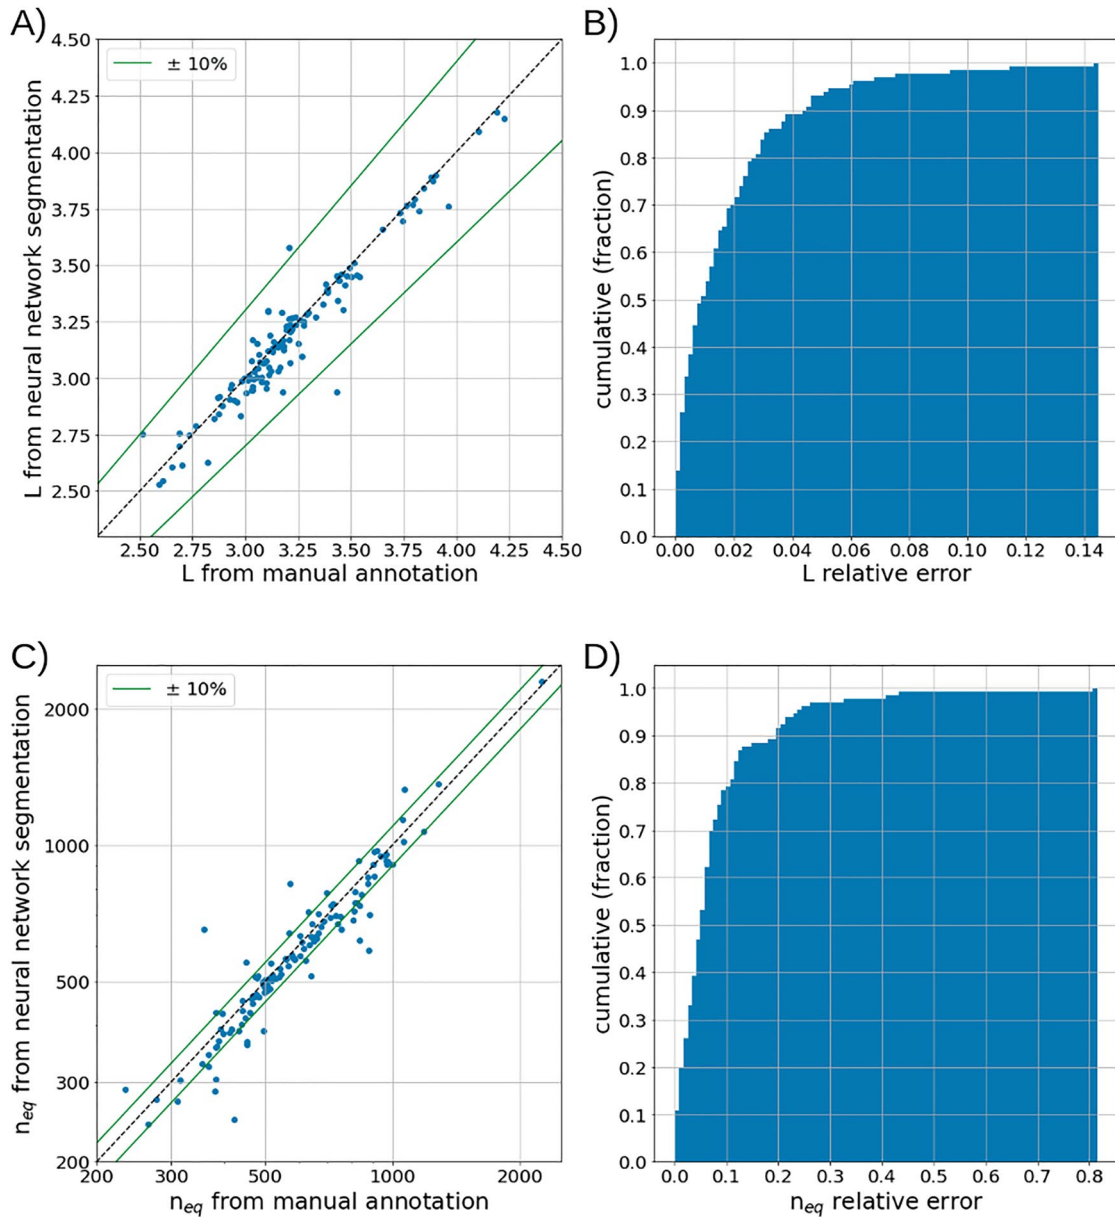 A)
B)
L from neural network segmentation
4.50
4.25
4.00
3.75
3.50
3.25
3.00
2.75
2.50
± 10%
2.50 2.75 3.00 3.25 3.50 3.75 4.00 4.25 4.50
L from manual annotation
cumulative (fraction)
1.0
0.9
0.8
0.7
0.6
0.5
0.4
0.3
0.2
0.1
0.0
0.00 0.02 0.04 0.06 0.08 0.10 0.12 0.14
L relative error
C)
D)
neq from neural network segmentation
2000
1000
500
300
200
± 10%
200 300 500 1000 2000
neq from manual annotation
cumulative (fraction)
1.0
0.9
0.8
0.7
0.6
0.5
0.4
0.3
0.2
0.1
0.0
0.0 0.1 0.2 0.3 0.4 0.5 0.6 0.7 0.8
neq relative error